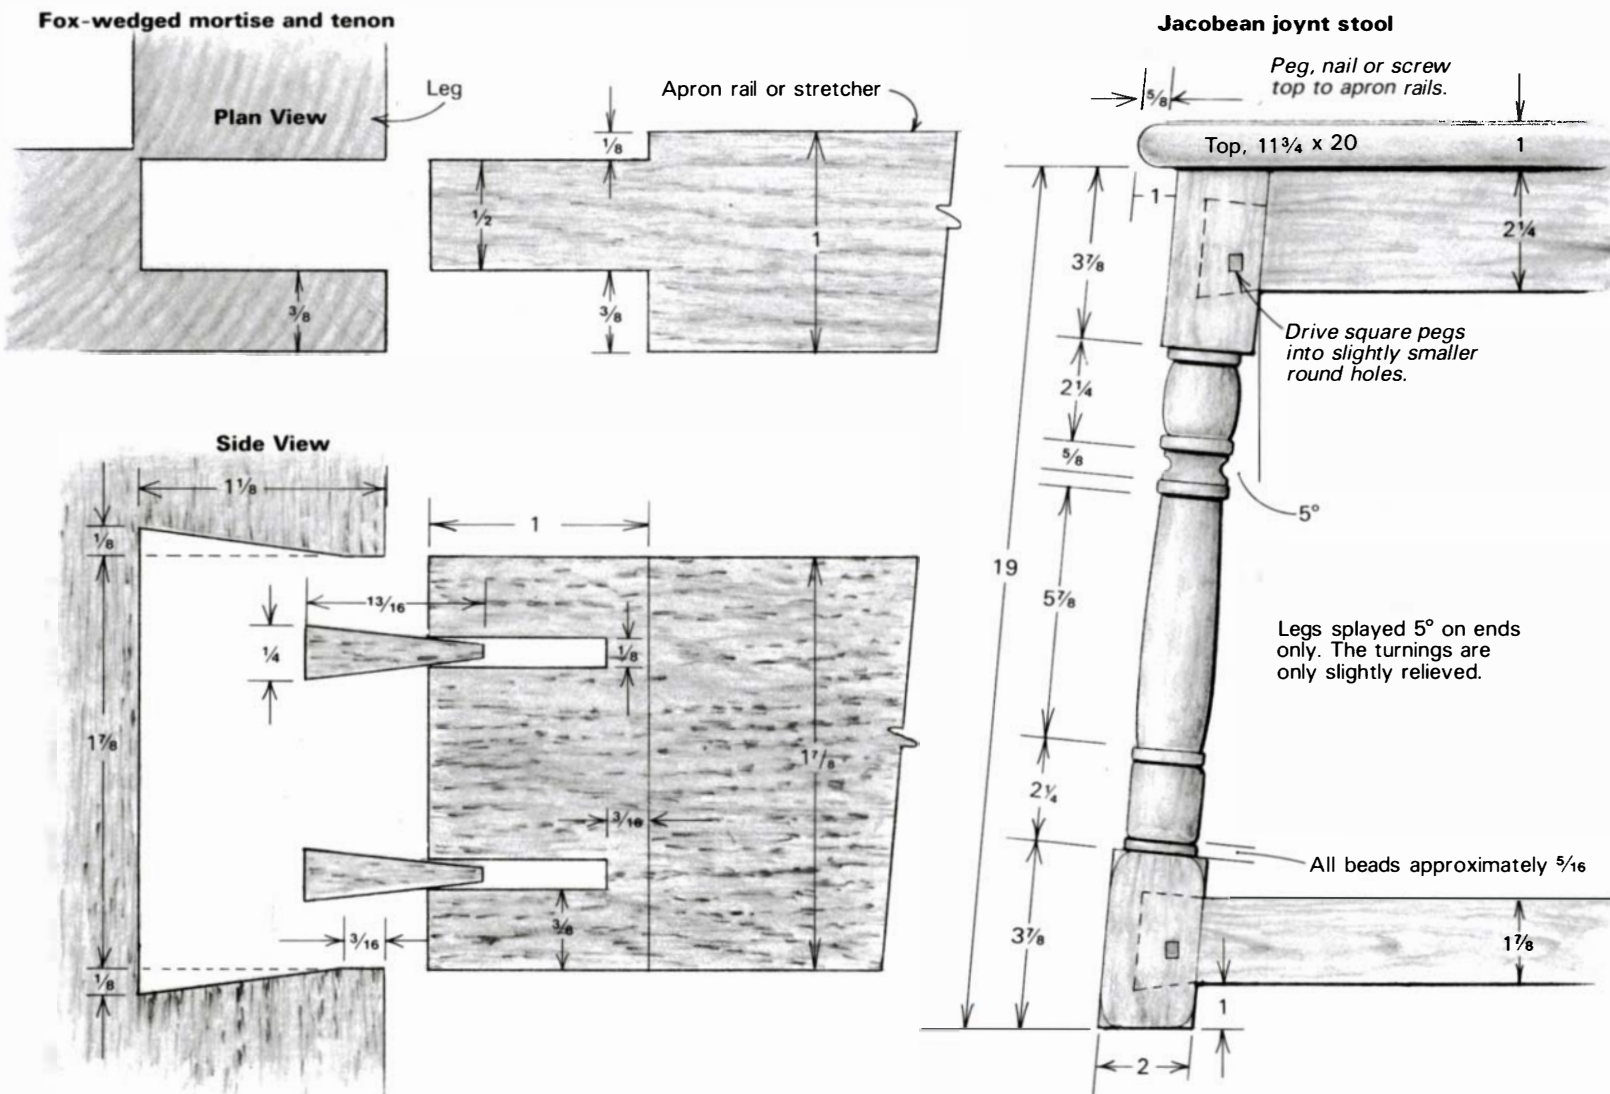 Fox-wedged mortise and tenon
Plan View
Leg
Apron rail or stretcher
1/8
1/2
1
3/8
3/8
Side View
1 1/8
1/8
1
13/16
1/4
1/8
1 7/8
1 7/8
3/16
3/8
3/16
1/8
Jacobean joynt stool
Peg, nail or screw
top to apron rails.
5/8
Top, 11 3/4 x 20
1
1
2 1/4
3 7/8
Drive square pegs
into slightly smaller
round holes.
2 1/4
5/8
5°
19
5 7/8
Legs splayed 5° on ends
only. The turnings are
only slightly relieved.
2 1/4
All beads approximately 5/16
3 7/8
1 7/8
1
2